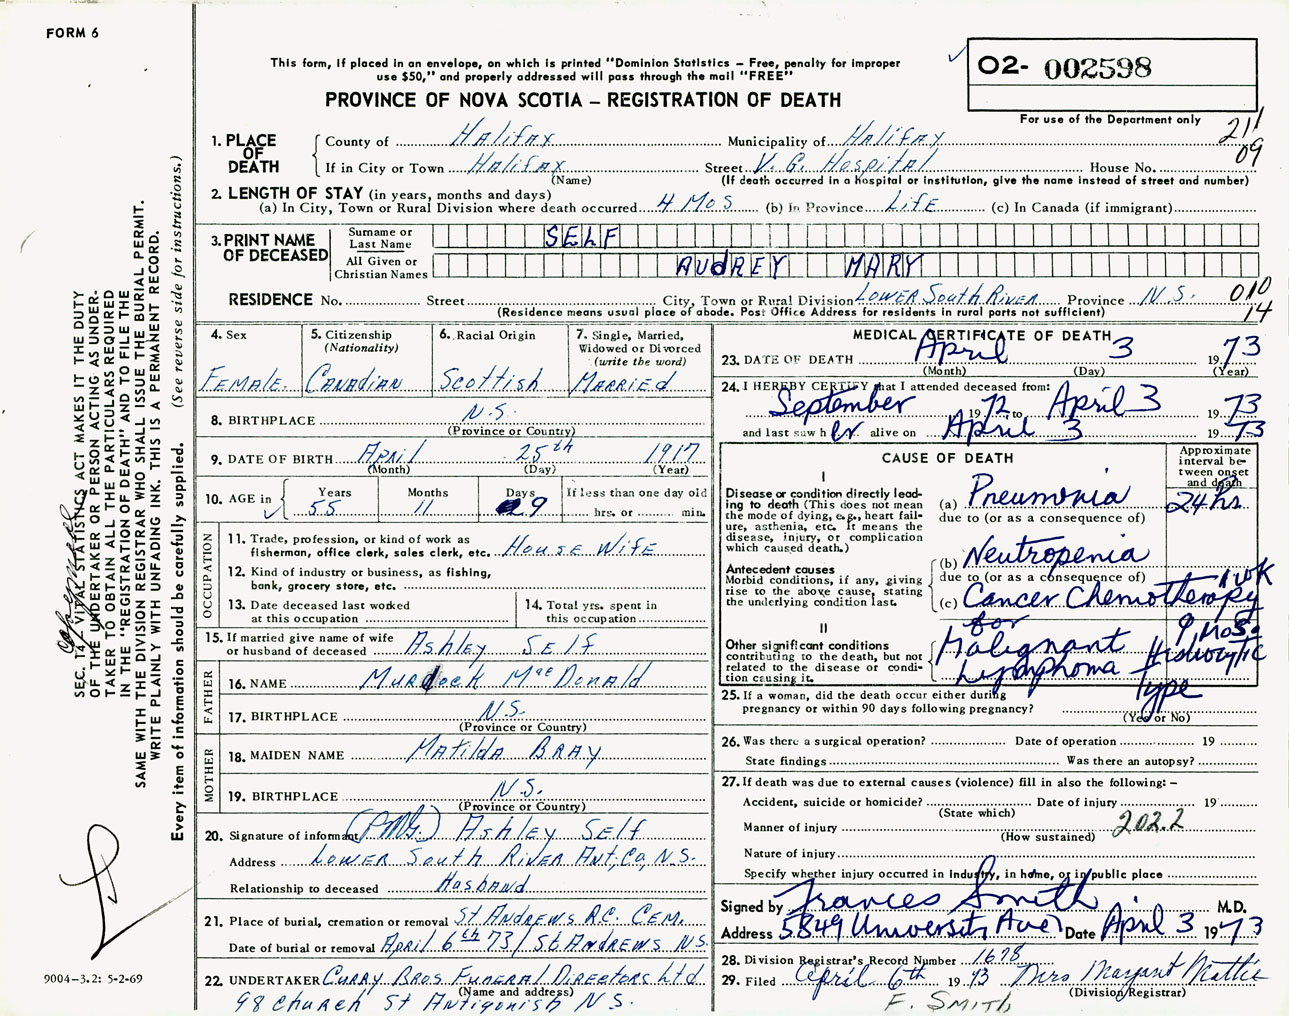 FORM 6
This form, if placed in an envelope, on which is printed "Dominion Statistics – Free, penalty for improper
use $50," and properly addressed will pass through the mail "FREE"
PROVINCE OF NOVA SCOTIA – REGISTRATION OF DEATH
O2- 002598
For use of the Department only
211
09
1. PLACE OF DEATH
County of Halifax Municipality of Halifax
If in City or Town Halifax Street V. G. Hospital House No.
(Name) (If death occurred in a hospital or institution, give the name instead of street and number)
2. LENGTH OF STAY (in years, months and days)
(a) In City, Town or Rural Division where death occurred 4 Mos (b) In Province Life (c) In Canada (if immigrant)
3. PRINT NAME OF DECEASED
Surname or Last Name SELF
All Given or Christian Names AUdREY MARY
RESIDENCE No. Street City, Town or Rural Division Lower South River Province N.S.
010
14
(Residence means usual place of abode. Post Office Address for residents in rural parts not sufficient)
4. Sex
Female
5. Citizenship (Nationality)
Canadian
6. Racial Origin
Scottish
7. Single, Married, Widowed or Divorced (write the word)
Married
8. BIRTHPLACE N.S.
(Province or Country)
9. DATE OF BIRTH April 25th 1917
(Month) (Day) (Year)
10. AGE in Years 55 Months 11 Days 9
If less than one day old
hrs. or min.
OCCUPATION
11. Trade, profession, or kind of work as
fisherman, office clerk, sales clerk, etc. House Wife
12. Kind of industry or business, as fishing,
bank, grocery store, etc.
13. Date deceased last worked
at this occupation
14. Total yrs. spent in
this occupation
15. If married give name of wife
or husband of deceased Ashley Self
FATHER
16. NAME Murdock MacDonald
17. BIRTHPLACE N.S.
(Province or Country)
MOTHER
18. MAIDEN NAME Matilda Bray
19. BIRTHPLACE N.S.
(Province or Country)
20. Signature of informant Ashley Self
Address Lower South River Ant, Co, N.S.
Relationship to deceased Husband
21. Place of burial, cremation or removal St Andrews R.C. Cem.
Date of burial or removal April 6th 73 / St. Andrews N.S.
22. UNDERTAKER Curry Bros Funeral Directors Ltd
(Name and address)
98 Church St Antigonish N.S.
MEDICAL CERTIFICATE OF DEATH
23. DATE OF DEATH April 3 1973
(Month) (Day) (Year)
24. I HEREBY CERTIFY that I attended deceased from:
September 1972 to April 3 1973
and last saw her alive on April 3 1973
CAUSE OF DEATH
Approximate interval between onset and death
I
Disease or condition directly leading to death (This does not mean the mode of dying, e.g., heart failure, asthenia, etc. It means the disease, injury, or complication which caused death.)
(a) Pneumonia 24 hrs
due to (or as a consequence of)
Antecedent causes
Morbid conditions, if any, giving rise to the above cause, stating the underlying condition last.
(b) Neutropenia 1 wk
due to (or as a consequence of)
(c) Cancer Chemotherapy 9 mos.
for
II
Other significant conditions contributing to the death, but not related to the disease or condition causing it.
Malignant Histiocytic
Lymphoma type
25. If a woman, did the death occur either during
pregnancy or within 90 days following pregnancy?
(Yes or No)
26. Was there a surgical operation? Date of operation 19
State findings Was there an autopsy?
27. If death was due to external causes (violence) fill in also the following: –
Accident, suicide or homicide? Date of injury 19
(State which)
Manner of injury 202.2
(How sustained)
Nature of injury
Specify whether injury occurred in industry, in home, or in public place
Signed by Frances Smith M.D.
Address 5849 University Ave Date April 3 1973
28. Division Registrar's Record Number 1678
29. Filed April 6th 1973 Mrs Margaret Mattie
(Division Registrar)
F. SMITH
SEC. 14 VITAL STATISTICS ACT MAKES IT THE DUTY
OF THE UNDERTAKER OR PERSON ACTING AS UNDER-
TAKER TO OBTAIN ALL THE PARTICULARS REQUIRED
IN THE "REGISTRATION OF DEATH" AND TO FILE THE
SAME WITH THE DIVISION REGISTRAR WHO SHALL ISSUE THE BURIAL PERMIT.
WRITE PLAINLY WITH UNFADING INK. THIS IS A PERMANENT RECORD.
Every item of information should be carefully supplied. (See reverse side for instructions.)
9004-3.2: 5-2-69